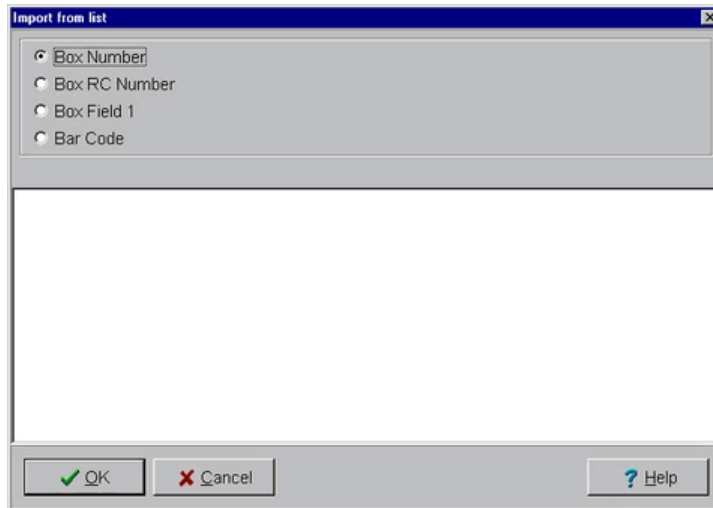 Import from list
Box Number
Box RC Number
Box Field 1
Bar Code
OK Cancel Help